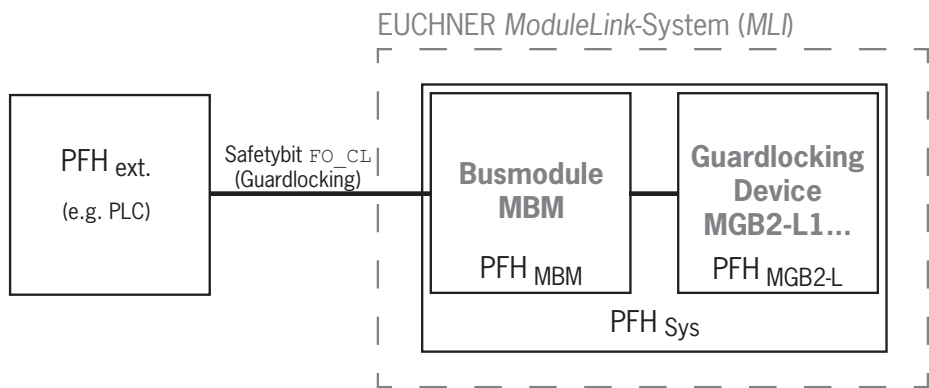 EUCHNER ModuleLink-System (MLI)
PFH ext.
(e.g. PLC)
Safetybit FO_CL
(Guardlocking)
Busmodule
MBM
PFH MBM
Guardlocking
Device
MGB2-L1...
PFH MGB2-L
PFH Sys